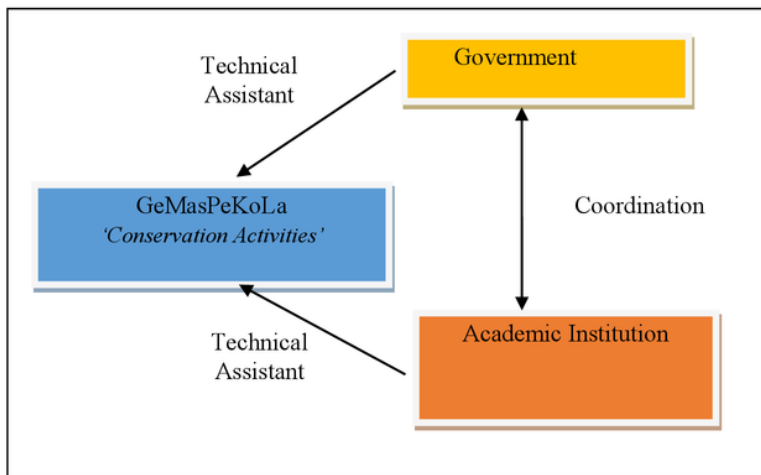 Government
Technical
Assistant
GeMasPeKoLa
‘Conservation Activities’
Coordination
Academic Institution
Technical
Assistant